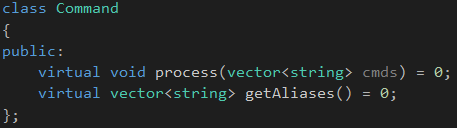 class Command
{
public:
    virtual void process(vector<string> cmds) = 0;
    virtual vector<string> getAliases() = 0;
};